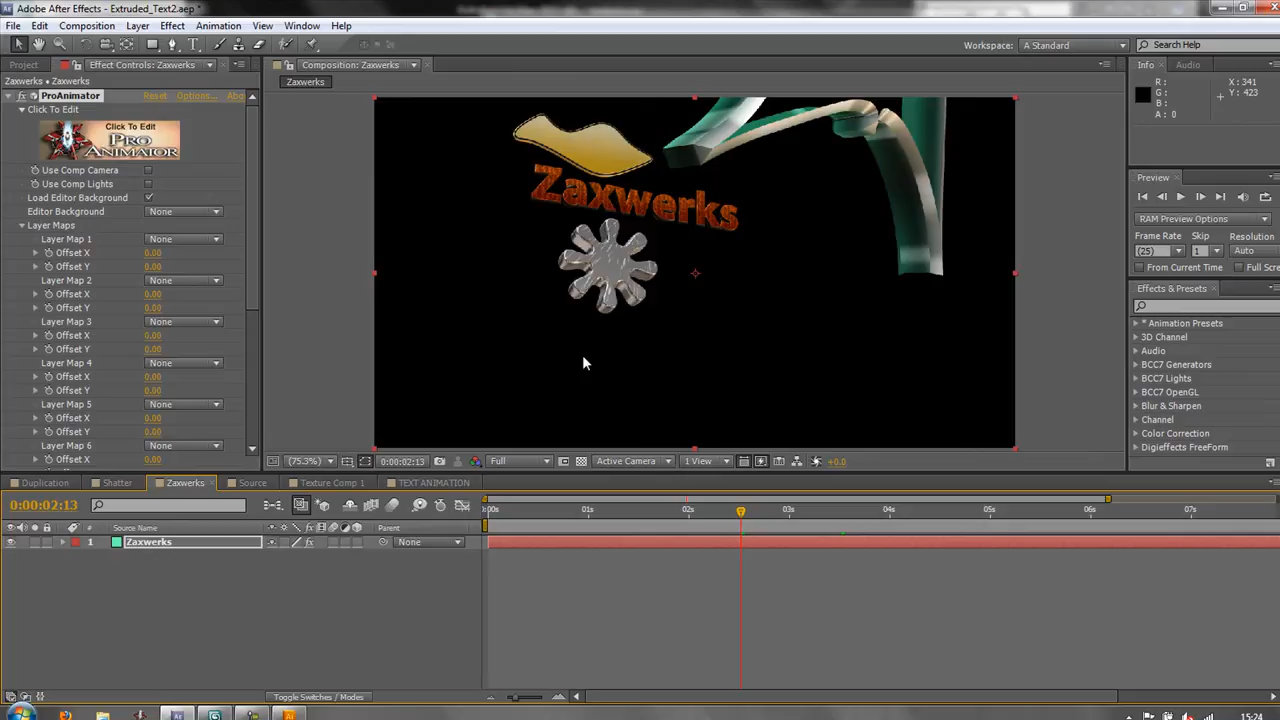 Adobe After Effects - Extruded_Text2.aep *
File Edit Composition Layer Effect Animation View Window Help
Workspace: A Standard Search Help
Project Effect Controls: Zaxwerks Composition: Zaxwerks Info Audio
Zaxwerks • Zaxwerks Zaxwerks
ProAnimator Reset Options... Abo
R: X: 341
G: Y: 423
B:
A: 0
Click To Edit
Click To Edit
PRO
ANIMATOR
Use Comp Camera
Use Comp Lights
Load Editor Background
Editor Background None
Layer Maps
Layer Map 1 None
Offset X 0.00
Offset Y 0.00
Layer Map 2 None
Offset X 0.00
Offset Y 0.00
Layer Map 3 None
Offset X 0.00
Offset Y 0.00
Layer Map 4 None
Offset X 0.00
Offset Y 0.00
Layer Map 5 None
Offset X 0.00
Offset Y 0.00
Layer Map 6 None
Offset X 0.00
Zaxwerks
Preview
RAM Preview Options
Frame Rate Skip Resolution
(25) 1 Full
From Current Time Full Scre
Effects & Presets
* Animation Presets
3D Channel
Audio
BCC7 Generators
BCC7 Lights
BCC7 OpenGL
Blur & Sharpen
Channel
Color Correction
Digieffects FreeForm
(75.3%) 0:00:02:13 Full Active Camera 1 View +0.0
Duplication Shatter Zaxwerks Source Texture Comp 1 TEXT ANIMATION
0:00:02:13
:00s 01s 02s 03s 04s 05s 06s 07s
# Source Name Parent
1 Zaxwerks None
Toggle Switches / Modes
15:24